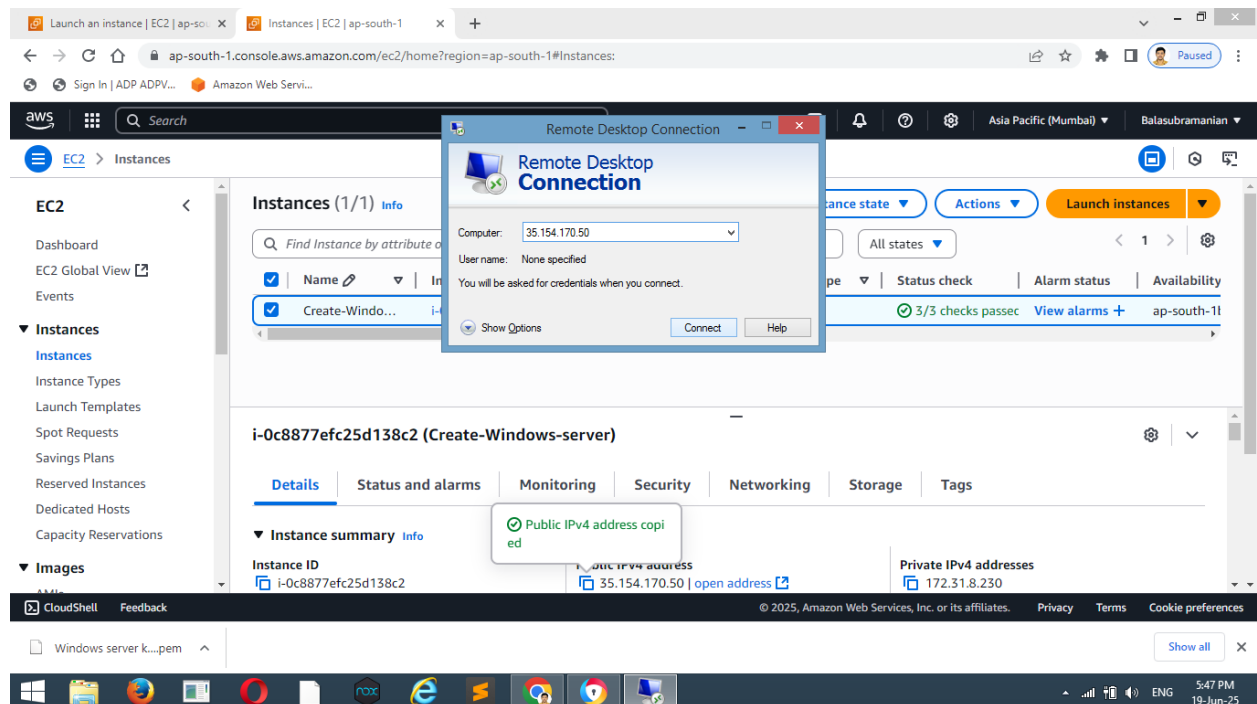 Launch an instance | EC2 | ap-sou
Instances | EC2 | ap-south-1
ap-south-1.console.aws.amazon.com/ec2/home?region=ap-south-1#Instances:
Paused
Sign In | ADP ADPV...
Amazon Web Servi...
aws
Search
Asia Pacific (Mumbai)
Balasubramanian
EC2
Instances
Remote Desktop Connection
Remote Desktop
Connection
Computer:
35.154.170.50
User name:
None specified
You will be asked for credentials when you connect.
Show Options
Connect
Help
EC2
Dashboard
EC2 Global View
Events
Instances
Instances
Instance Types
Launch Templates
Spot Requests
Savings Plans
Reserved Instances
Dedicated Hosts
Capacity Reservations
Images
Instances (1/1) Info
state
Actions
Launch instances
Find Instance by attribute
All states
1
Name
Status check
Alarm status
Availability
Create-Windo...
3/3 checks passec
View alarms +
ap-south-1
i-0c8877efc25d138c2 (Create-Windows-server)
Details
Status and alarms
Monitoring
Security
Networking
Storage
Tags
Public IPv4 address copi
ed
Instance summary Info
Instance ID
i-0c8877efc25d138c2
Public IPv4 address
35.154.170.50 | open address
Private IPv4 addresses
172.31.8.230
CloudShell
Feedback
© 2025, Amazon Web Services, Inc. or its affiliates.
Privacy
Terms
Cookie preferences
Windows server k....pem
Show all
nox
ENG
5:47 PM
19-Jun-25